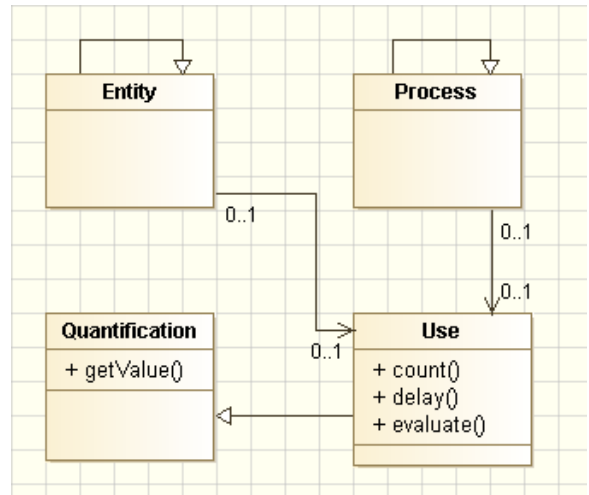 Entity
Process
0..1
0..1
0..1
Quantification
+ getValue()
0..1
Use
+ count()
+ delay()
+ evaluate()